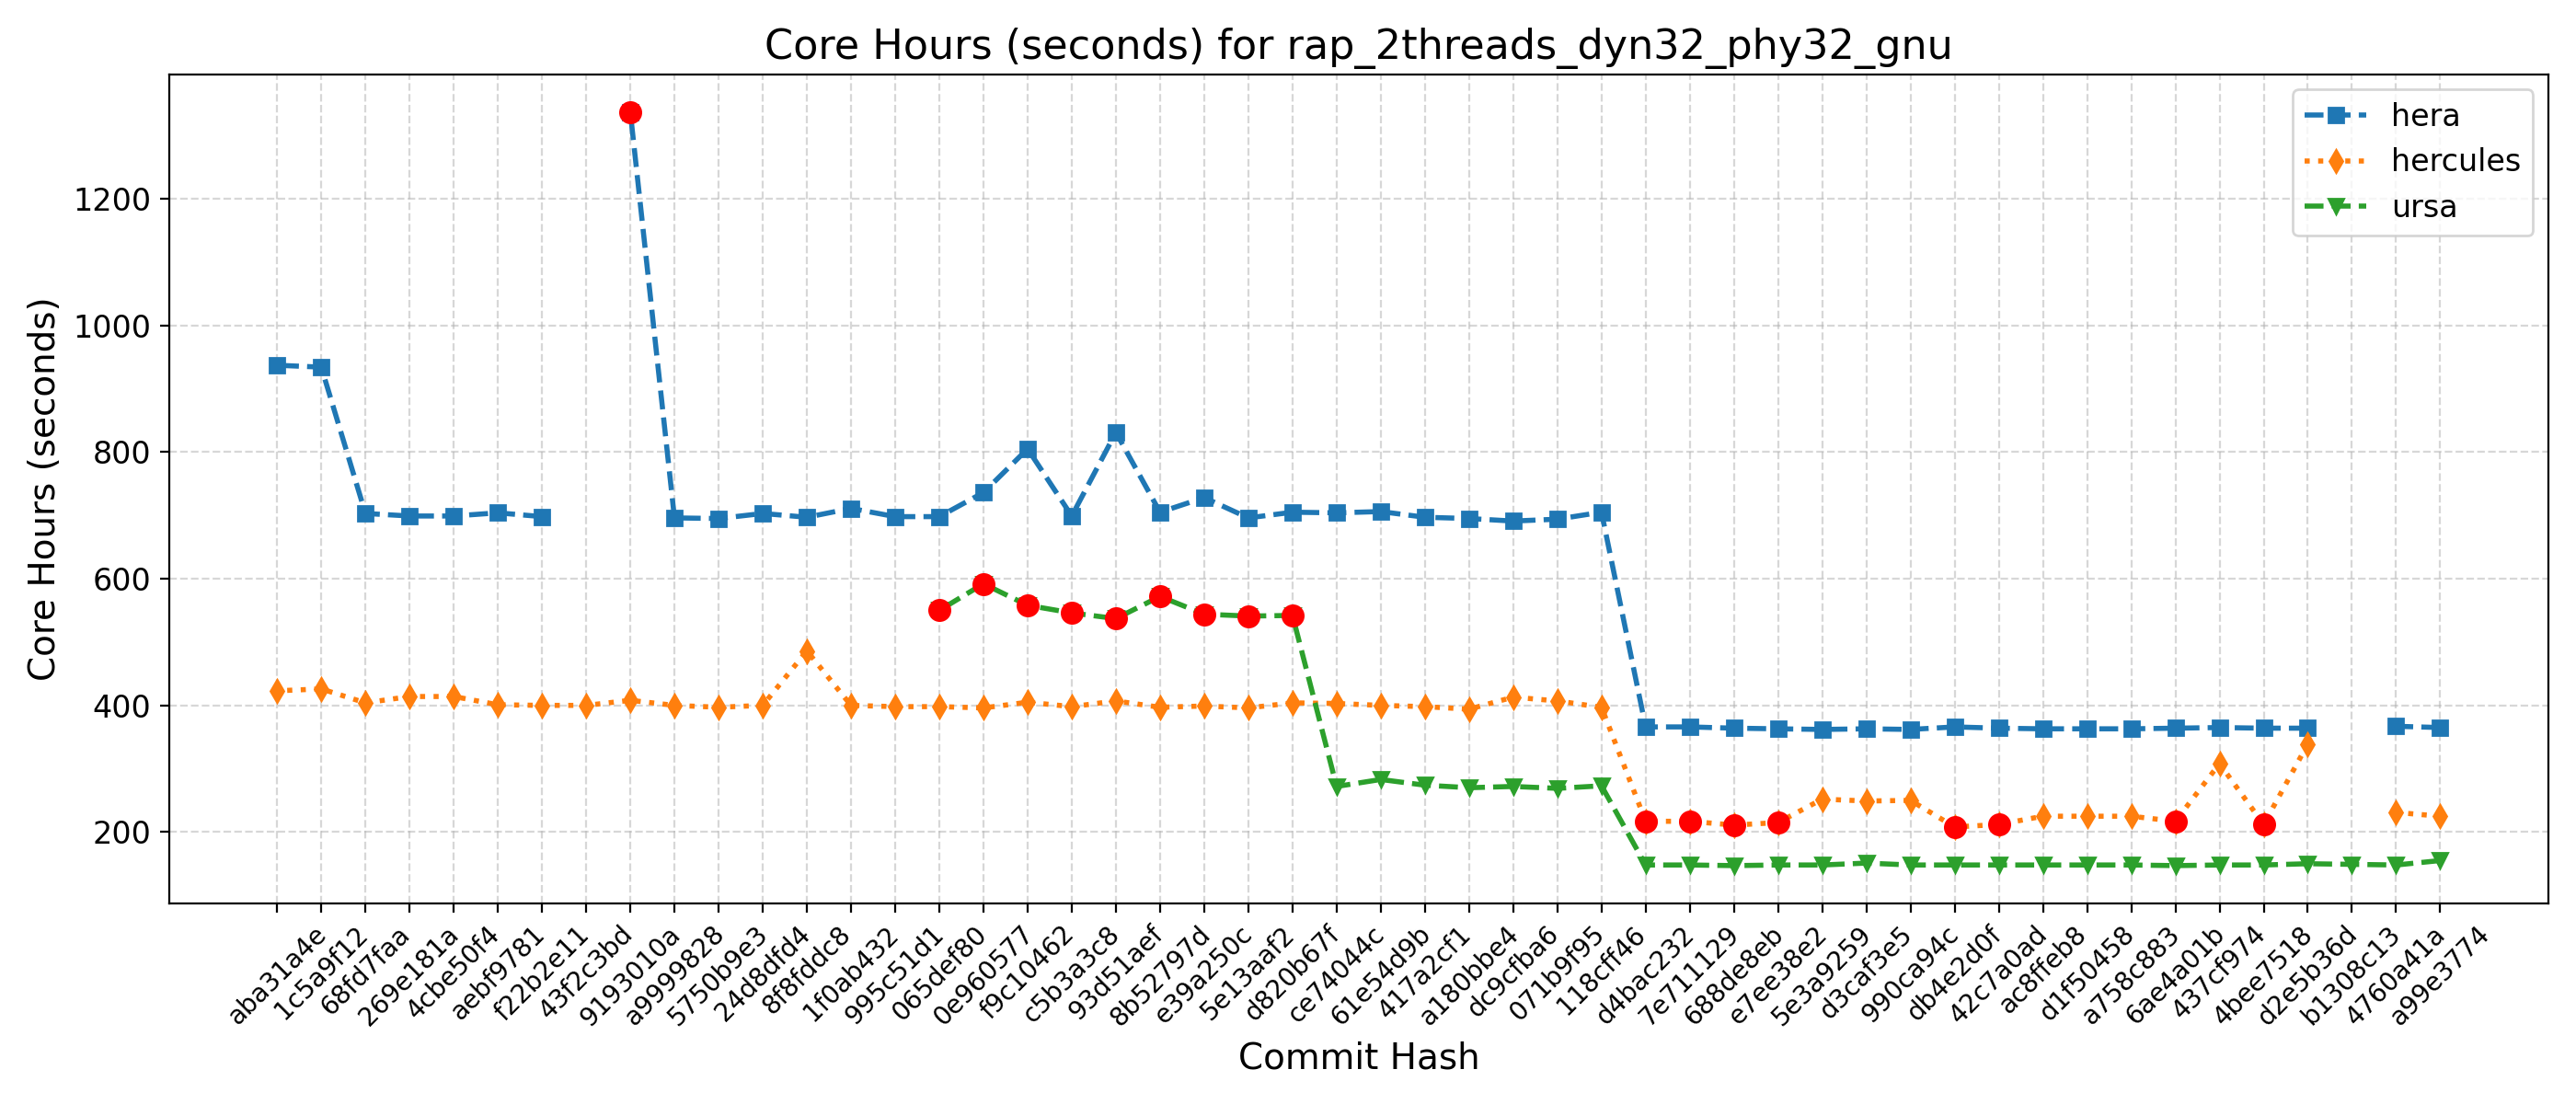 Core Hours (seconds) for rap_2threads_dyn32_phy32_gnu
hera
hercules
ursa
Core Hours (seconds)
1200
1000
800
600
400
200
aba31a4e
1c5a9f12
68fd7faa
269e181a
4cbe50f4
aebf9781
f22b2e11
43f2c3bd
9193010a
a9999828
5750b9e3
24d8dfd4
8f8fddc8
1f0ab432
995c51d1
065def80
0e960577
f9c10462
c5b3a3c8
93d51aef
8b52797d
e39a250c
5e13aaf2
d820b67f
ce74044c
61e54d9b
417a2cf1
a180bbe4
dc9cfba6
071b9f95
118cff46
d4bac232
7e711129
688de8eb
e7ee38e2
5e3a9259
d3caf3e5
990ca94c
db4e2d0f
42c7a0ad
ac8ffeb8
d1f50458
a758c883
6ae4a01b
437cf974
4bee7518
d2e5b36d
b1308c13
4760a41a
a99e3774
Commit Hash